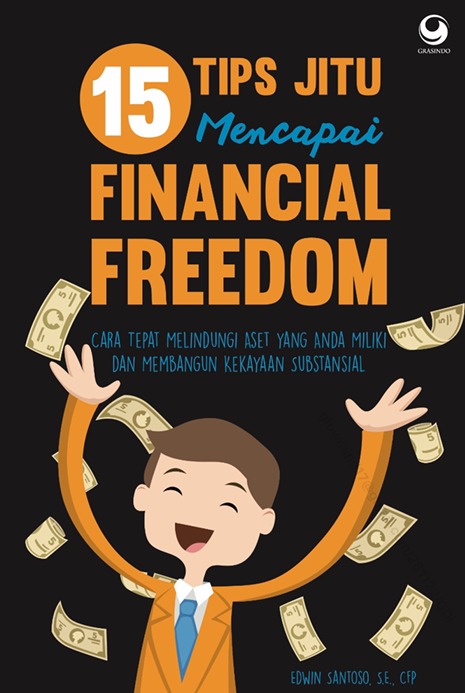 GRASINDO
15 TIPS JITU
Mencapai
FINANCIAL
FREEDOM
CARA TEPAT MELINDUNGI ASET YANG ANDA MILIKI
DAN MEMBANGUN KEKAYAAN SUBSTANSIAL
EDWIN SANTOSO, S.E., CFP